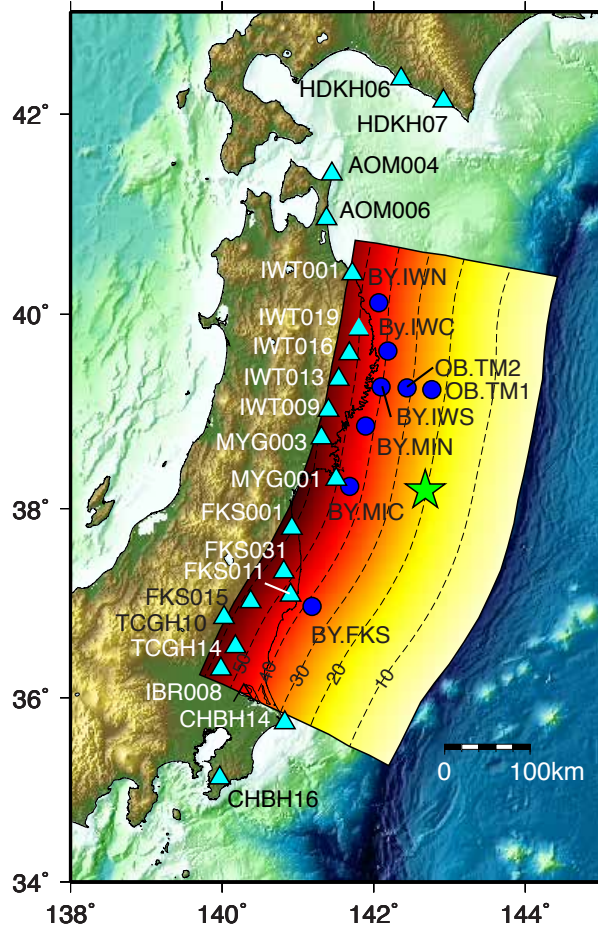 42°
40°
38°
36°
34°
138°
140°
142°
144°
HDKH06
HDKH07
AOM004
AOM006
IWT001
BY.IWN
IWT019
By.IWC
IWT016
OB.TM2
IWT013
OB.TM1
IWT009
BY.IWS
MYG003
BY.MIN
MYG001
FKS001
BY.MIC
FKS031
FKS011
FKS015
TCGH10
BY.FKS
TCGH14
50
40
30
20
10
IBR008
CHBH14
0
100km
CHBH16